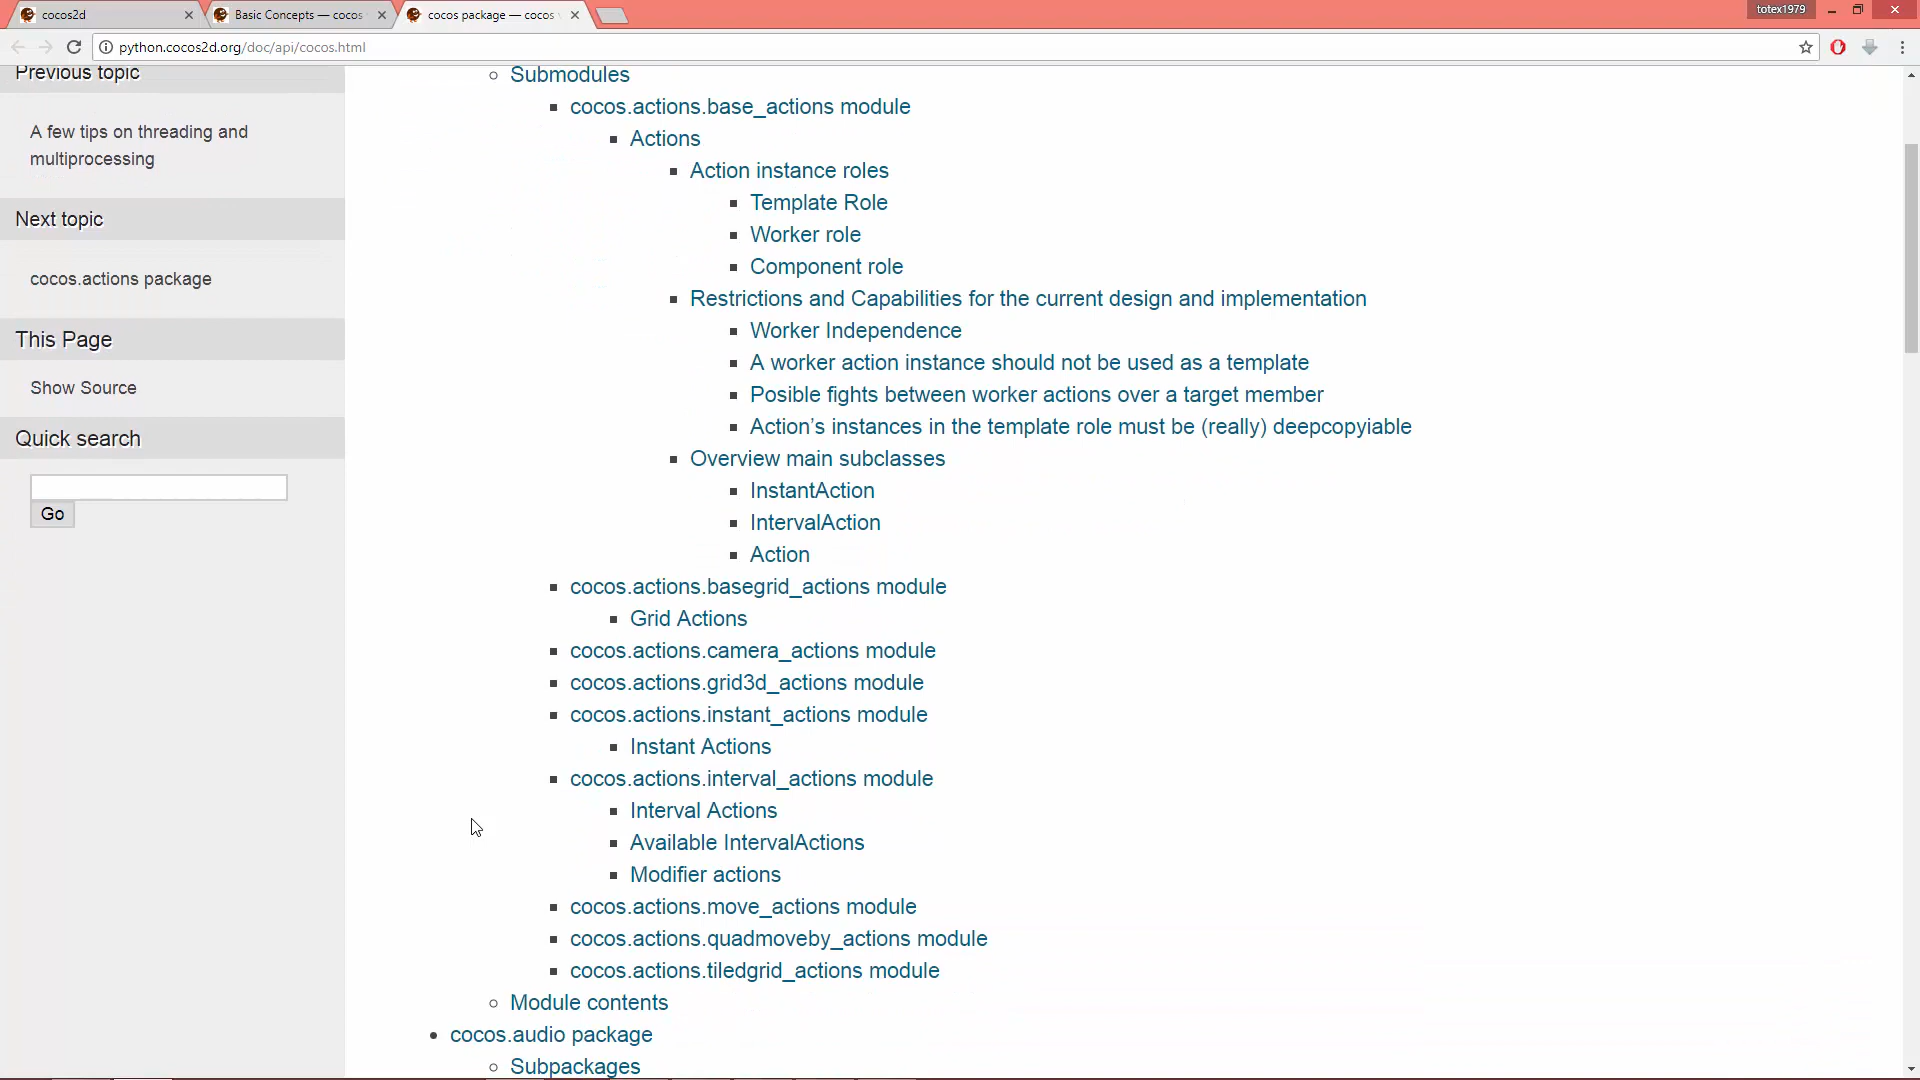 cocos2d
Basic Concepts — cocos
cocos package — cocos
totex1979
python.cocos2d.org/doc/api/cocos.html
Previous topic
A few tips on threading and
multiprocessing
Next topic
cocos.actions package
This Page
Show Source
Quick search
Go
Submodules
cocos.actions.base_actions module
Actions
Action instance roles
Template Role
Worker role
Component role
Restrictions and Capabilities for the current design and implementation
Worker Independence
A worker action instance should not be used as a template
Posible fights between worker actions over a target member
Action’s instances in the template role must be (really) deepcopyiable
Overview main subclasses
InstantAction
IntervalAction
Action
cocos.actions.basegrid_actions module
Grid Actions
cocos.actions.camera_actions module
cocos.actions.grid3d_actions module
cocos.actions.instant_actions module
Instant Actions
cocos.actions.interval_actions module
Interval Actions
Available IntervalActions
Modifier actions
cocos.actions.move_actions module
cocos.actions.quadmoveby_actions module
cocos.actions.tiledgrid_actions module
Module contents
cocos.audio package
Subpackages